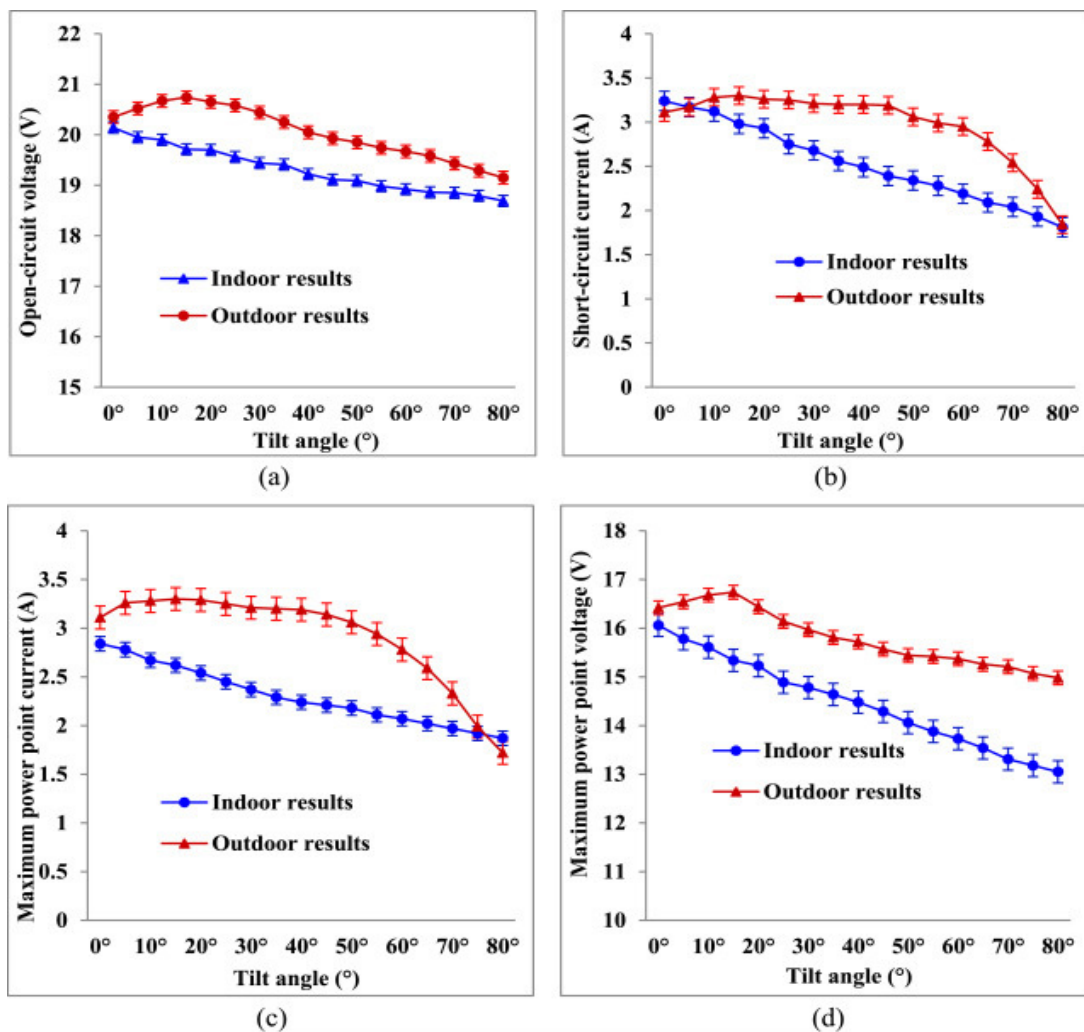 22
21
20
19
18
17
16
15
Open-circuit voltage (V)
Indoor results
Outdoor results
0° 10° 20° 30° 40° 50° 60° 70° 80°
Tilt angle (°)
(a)
4
3.5
3
2.5
2
1.5
1
0.5
0
Short-circuit current (A)
Indoor results
Outdoor results
0° 10° 20° 30° 40° 50° 60° 70° 80°
Tilt angle (°)
(b)
4
3.5
3
2.5
2
1.5
1
0.5
0
Maximum power point current (A)
Indoor results
Outdoor results
0° 10° 20° 30° 40° 50° 60° 70° 80°
Tilt angle (°)
(c)
18
17
16
15
14
13
12
11
10
Maximum power point voltage (V)
Indoor results
Outdoor results
0° 10° 20° 30° 40° 50° 60° 70° 80°
Tilt angle (°)
(d)